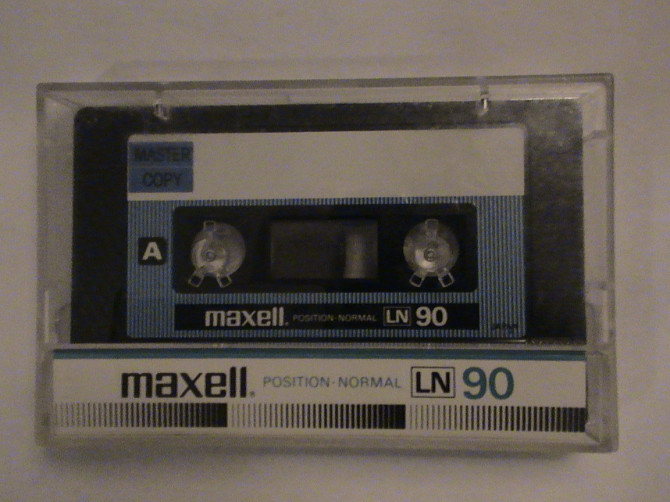 MASTER
COPY
A
maxell. POSITION·NORMAL LN 90
maxell. POSITION·NORMAL LN 90